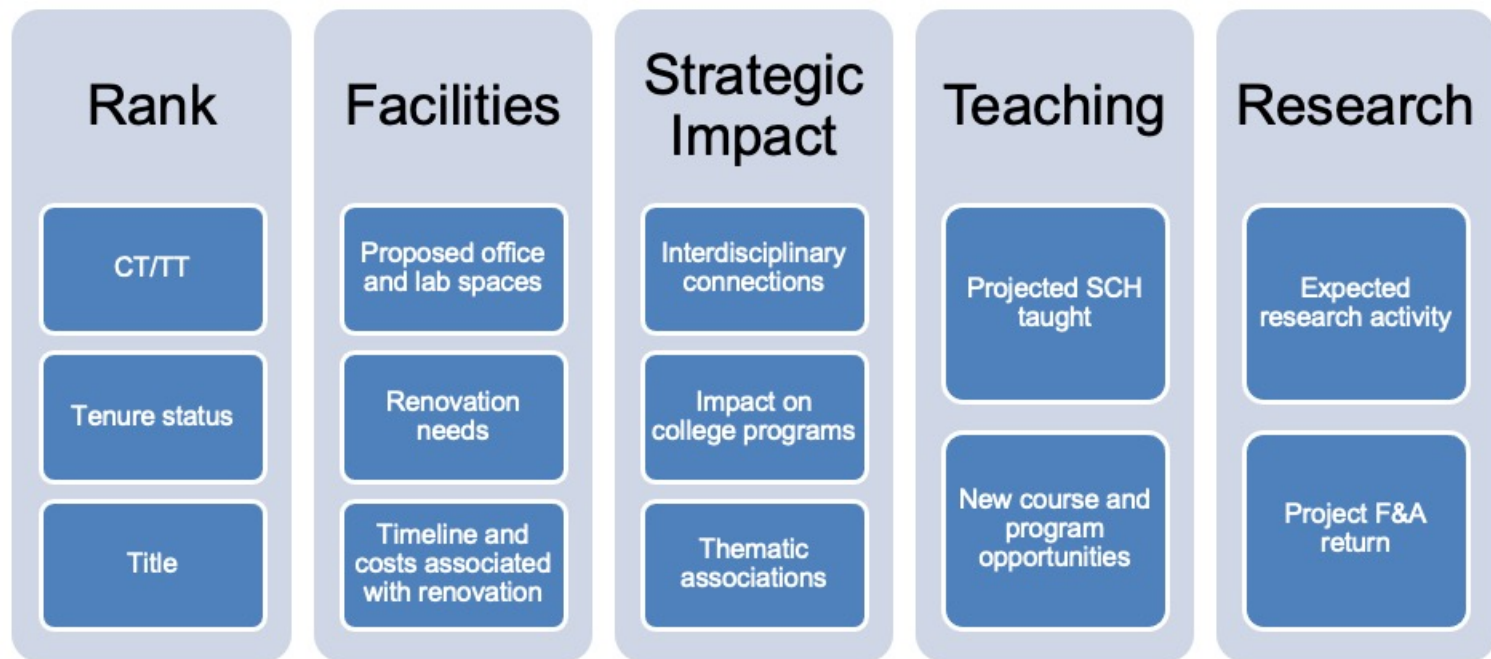 Rank
CT/TT
Tenure status
Title
Facilities
Proposed office
and lab spaces
Renovation
needs
Timeline and
costs associated
with renovation
Strategic
Impact
Interdisciplinary
connections
Impact on
college programs
Thematic
associations
Teaching
Projected SCH
taught
New course and
program
opportunities
Research
Expected
research activity
Project F&A
return